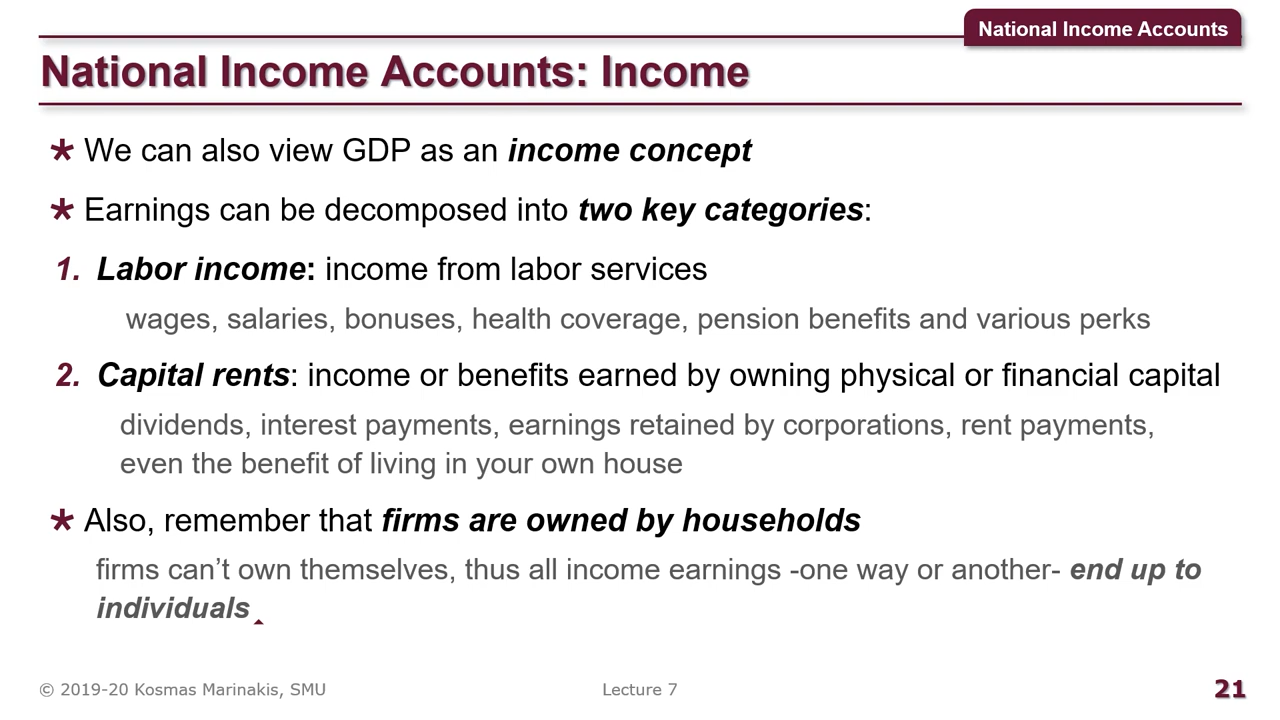 National Income Accounts
National Income Accounts: Income
* We can also view GDP as an income concept
* Earnings can be decomposed into two key categories:
1. Labor income: income from labor services
wages, salaries, bonuses, health coverage, pension benefits and various perks
2. Capital rents: income or benefits earned by owning physical or financial capital
dividends, interest payments, earnings retained by corporations, rent payments,
even the benefit of living in your own house
* Also, remember that firms are owned by households
firms can’t own themselves, thus all income earnings -one way or another- end up to
individuals
© 2019-20 Kosmas Marinakis, SMU
Lecture 7
21